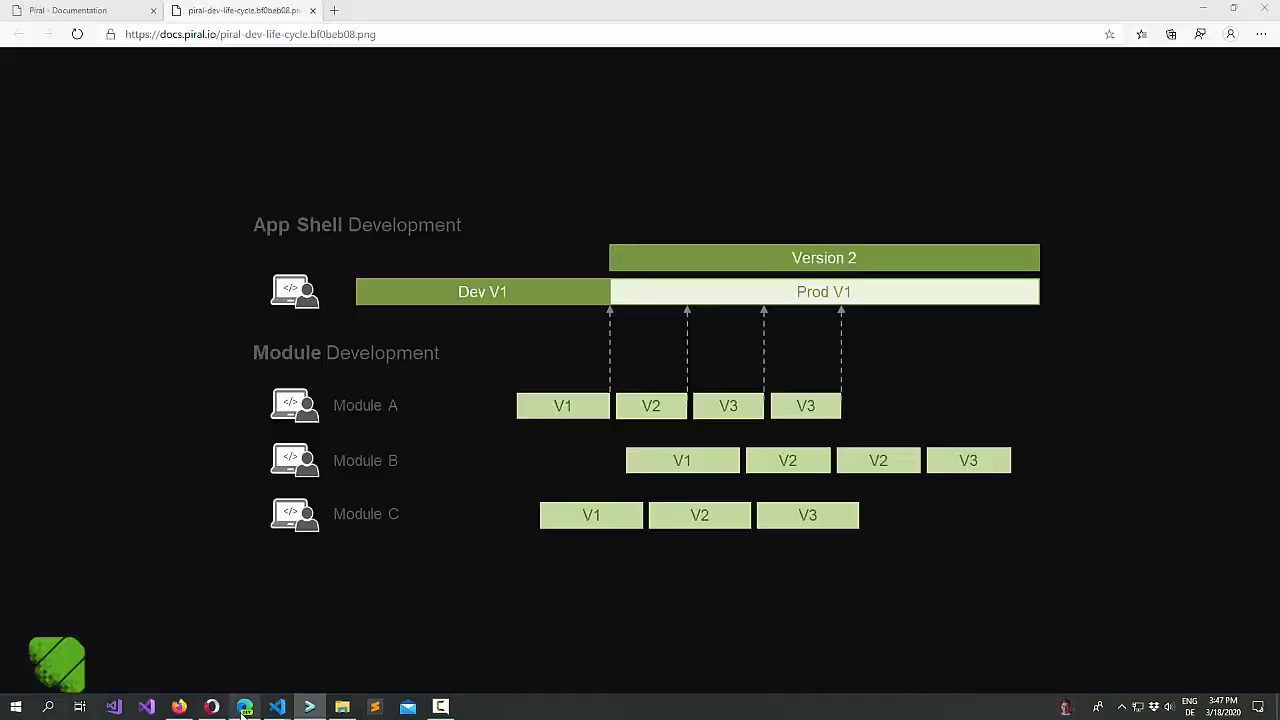 Piral - Documentation
piral-dev-life-cycle.bf0beb08.pn
https://docs.piral.io/piral-dev-life-cycle.bf0beb08.png
App Shell Development
Version 2
Dev V1
Prod V1
Module Development
Module A
V1
V2
V3
V3
Module B
V1
V2
V2
V3
Module C
V1
V2
V3
ENG
DE
3:47 PM
3/18/2020